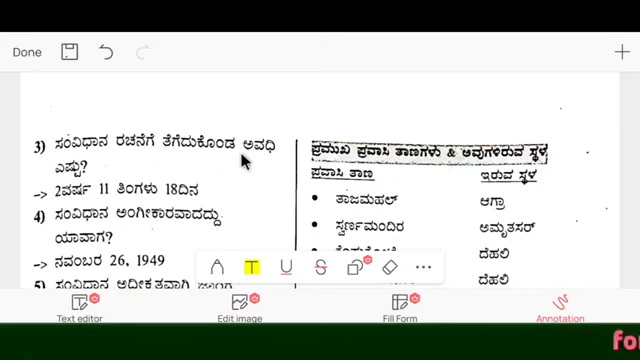 Done
3) ಸಂವಿಧಾನ ರಚನೆಗೆ ತೆಗೆದುಕೊಂಡ ಅವಧಿ
ಎಷ್ಟು?
-> 2ವರ್ಷ 11 ತಿಂಗಳು 18ದಿನ
4) ಸಂವಿಧಾನ ಅಂಗೀಕಾರವಾದದ್ದು
ಯಾವಾಗ?
-> ನವಂಬರ 26, 1949
5) ಸಂವಿಧಾನ
ಪ್ರಮುಖ ಪ್ರವಾಸಿ ತಾಣಗಳು & ಅವುಗಳಿರುವ ಸ್ಥಳ
ಪ್ರವಾಸಿ ತಾಣ ಇರುವ ಸ್ಥಳ
• ತಾಜಮಹಲ್ ಆಗ್ರಾ
• ಸ್ವರ್ಣಮಂದಿರ ಅಮೃತಸರ್
ದೆಹಲಿ
ದೆಹಲಿ
Text editor Edit image Fill Form Annotation